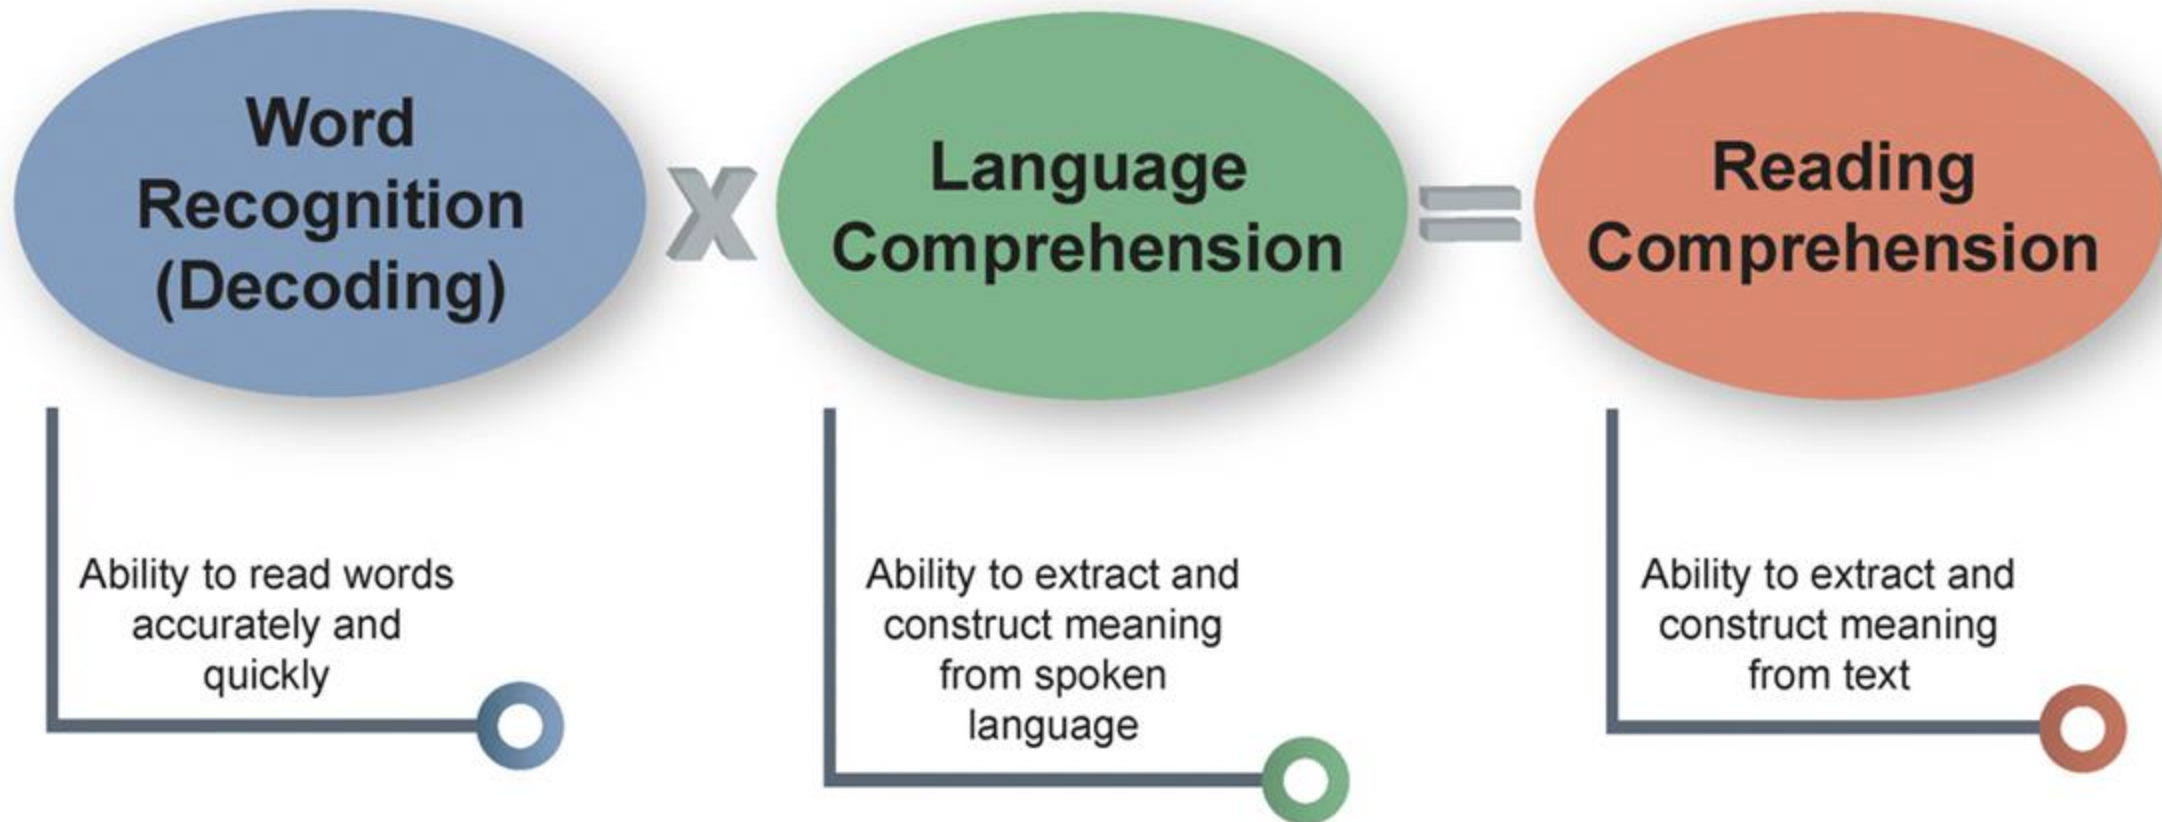 Word
Recognition
(Decoding)
X
Language
Comprehension
=
Reading
Comprehension
Ability to read words
accurately and
quickly
Ability to extract and
construct meaning
from spoken
language
Ability to extract and
construct meaning
from text